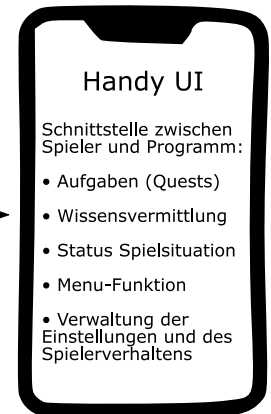 Handy UI
Schnittstelle zwischen
Spieler und Programm:
• Aufgaben (Quests)
• Wissensvermittlung
• Status Spielsituation
• Menu-Funktion
• Verwaltung der
Einstellungen und des
Spielerverhaltens